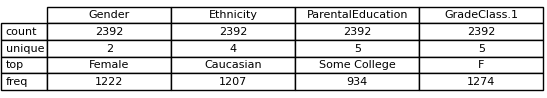 Gender Ethnicity ParentalEducation GradeClass.1
count 2392 2392 2392 2392
unique 2 4 5 5
top Female Caucasian Some College F
freq 1222 1207 934 1274